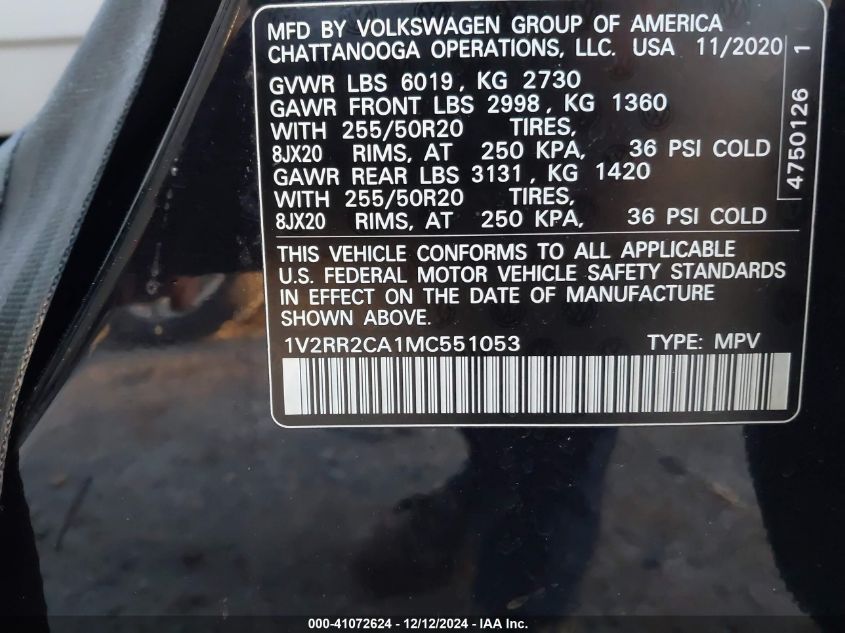 MFD BY VOLKSWAGEN GROUP OF AMERICA
CHATTANOOGA OPERATIONS, LLC. USA 11/2020
GVWR LBS 6019, KG 2730
GAWR FRONT LBS 2998, KG 1360
WITH 255/50R20 TIRES,
8JX20 RIMS, AT 250 KPA, 36 PSI COLD
GAWR REAR LBS 3131, KG 1420
WITH 255/50R20 TIRES,
8JX20 RIMS, AT 250 KPA, 36 PSI COLD
THIS VEHICLE CONFORMS TO ALL APPLICABLE
U.S. FEDERAL MOTOR VEHICLE SAFETY STANDARDS
IN EFFECT ON THE DATE OF MANUFACTURE
SHOWN ABOVE.
1V2RR2CA1MC551053 TYPE: MPV
4750126 1
000-41072624 - 12/12/2024 - IAA Inc.